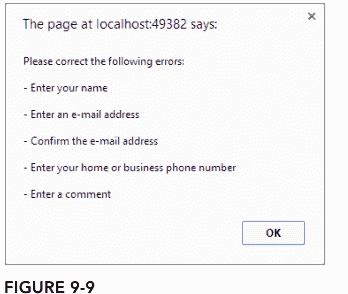 The page at localhost:49382 says:
×
Please correct the following errors:
- Enter your name
- Enter an e-mail address
- Confirm the e-mail address
- Enter your home or business phone number
- Enter a comment
OK
FIGURE 9-9